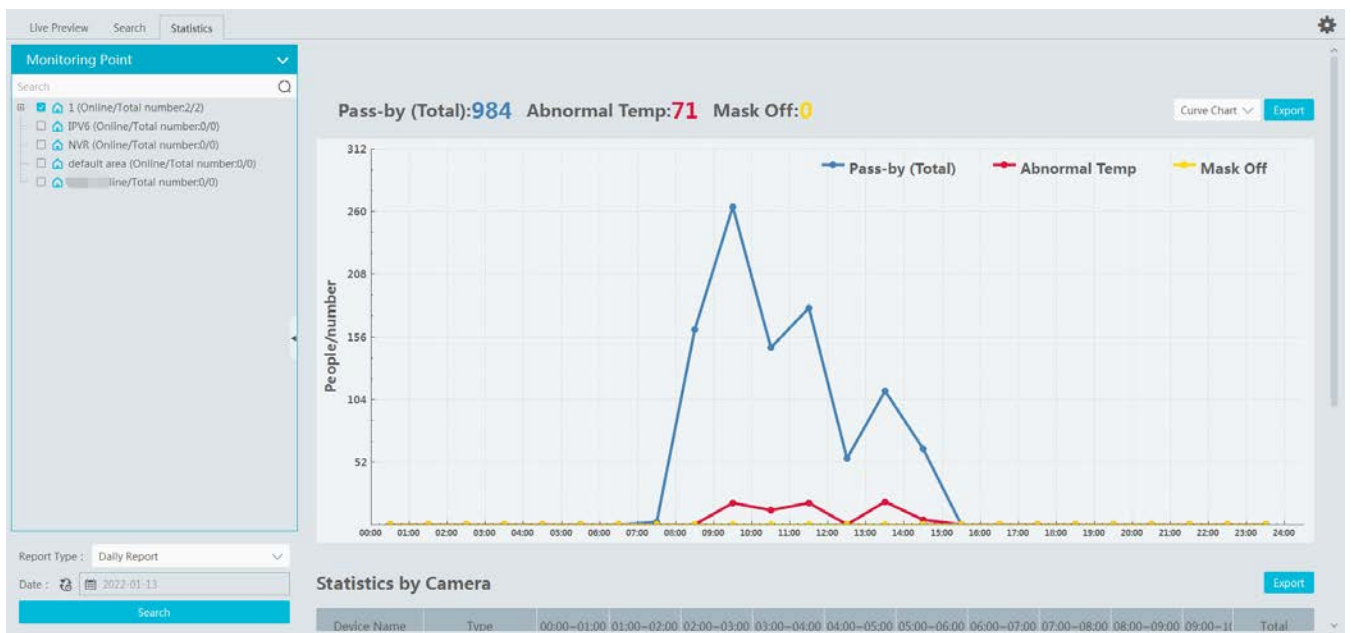 Live Preview Search Statistics
Monitoring Point
Search
1 (Online/Total number:2/2)
IPV6 (Online/Total number:0/0)
NVR (Online/Total number:0/0)
default area (Online/Total number:0/0)
line/Total number:0/0)
Report Type : Daily Report
Date : 2022-01-13
Search
Pass-by (Total):984 Abnormal Temp:71 Mask Off:0
Curve Chart Export
Pass-by (Total) Abnormal Temp Mask Off
People/number
312
260
208
156
104
52
00:00 01:00 02:00 03:00 04:00 05:00 06:00 07:00 08:00 09:00 10:00 11:00 12:00 13:00 14:00 15:00 16:00 17:00 18:00 19:00 20:00 21:00 22:00 23:00 24:00
Statistics by Camera Export
Device Name Type 00:00~01:00 01:00~02:00 02:00~03:00 03:00~04:00 04:00~05:00 05:00~06:00 06:00~07:00 07:00~08:00 08:00~09:00 09:00~1 Total